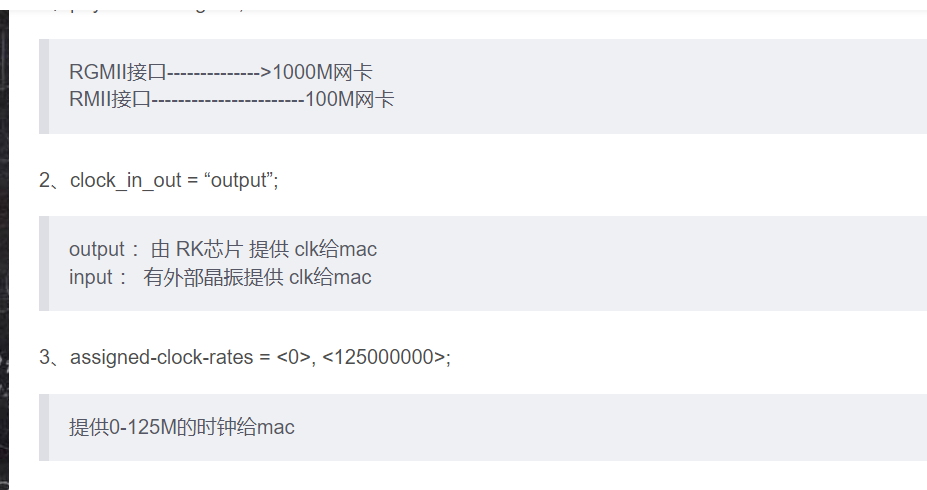 RGMII接口-------------->1000M网卡
RMII接口-----------------------100M网卡
2、clock_in_out = “output”;
output ： 由 RK芯片 提供 clk给mac
input ： 有外部晶振提供 clk给mac
3、assigned-clock-rates = <0>, <125000000>;
提供0-125M的时钟给mac